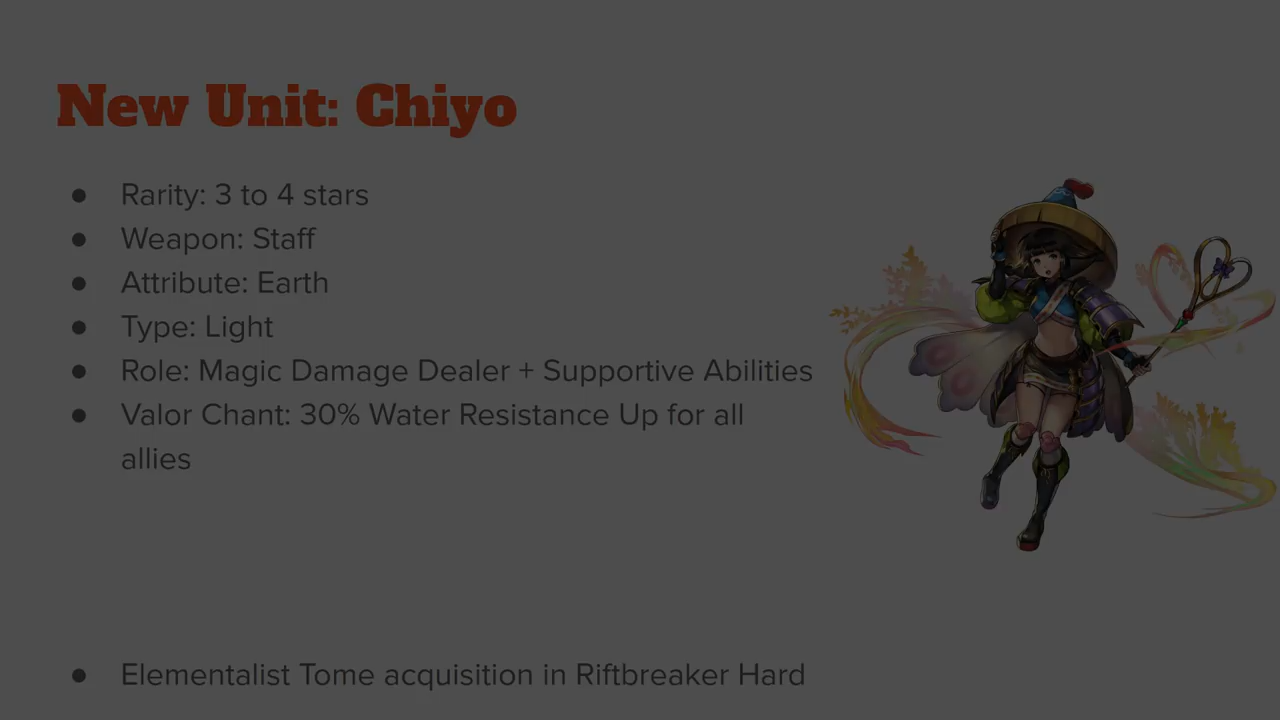 New Unit: Chiyo
● Rarity: 3 to 4 stars
● Weapon: Staff
● Attribute: Earth
● Type: Light
● Role: Magic Damage Dealer + Supportive Abilities
● Valor Chant: 30% Water Resistance Up for all
allies
● Elementalist Tome acquisition in Riftbreaker Hard